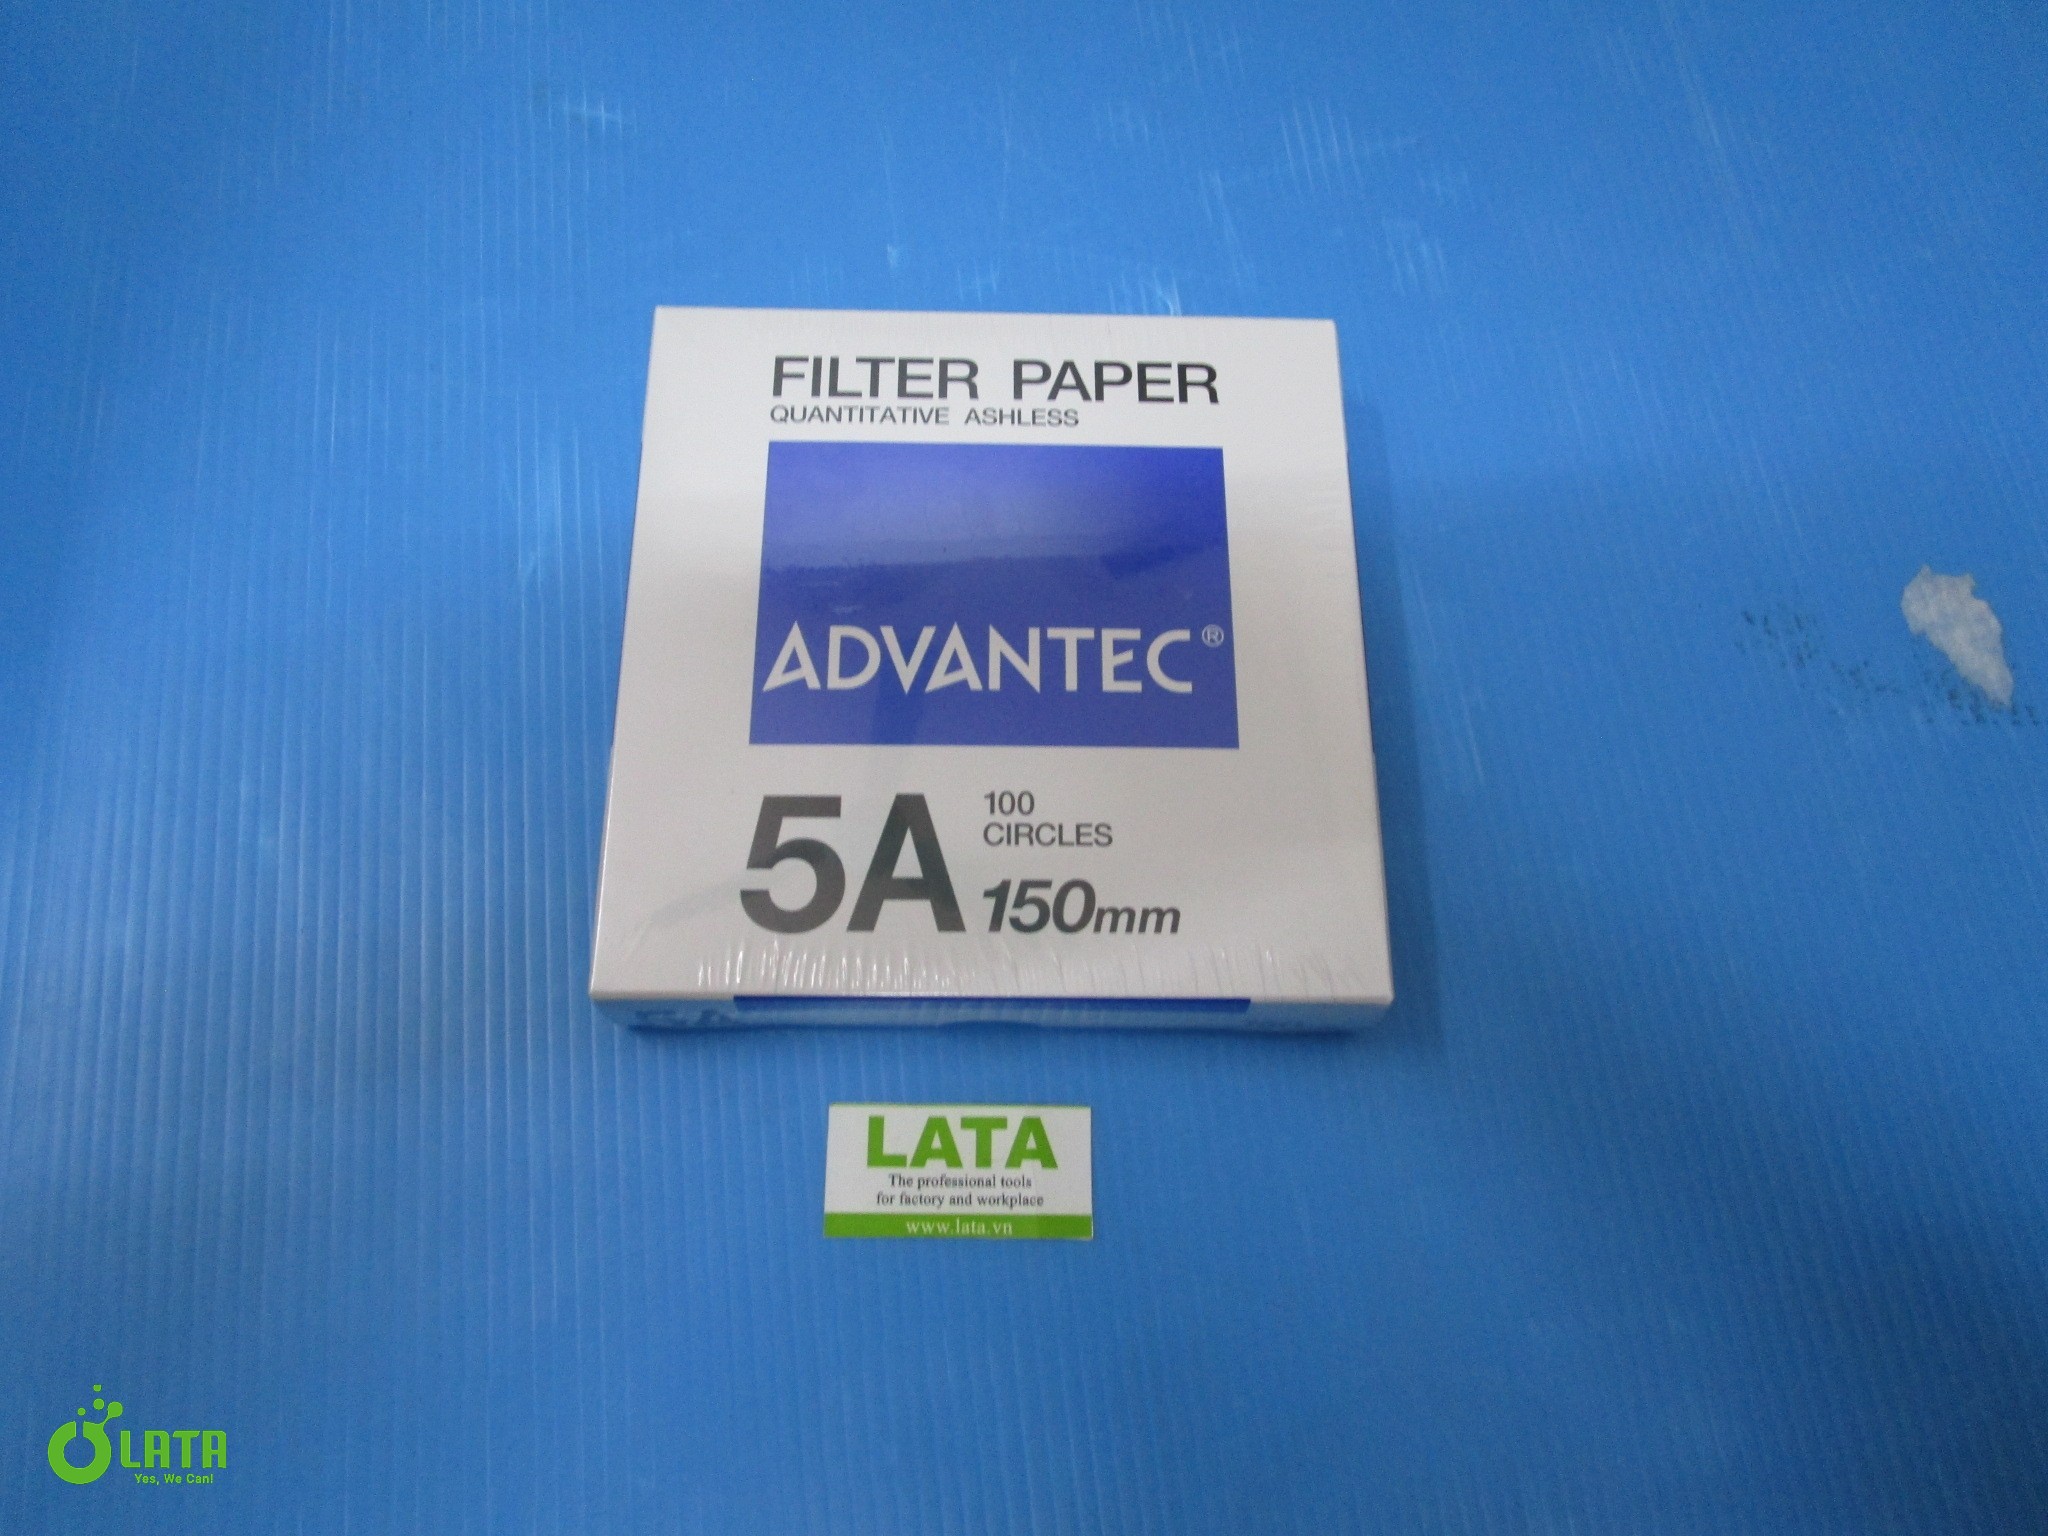 FILTER PAPER
QUANTITATIVE ASHLESS
ADVANTEC®
5A
100
CIRCLES
150mm
LATA
The professional tools
for factory and workplace
www.lata.vn
LATA
Yes, We Can!